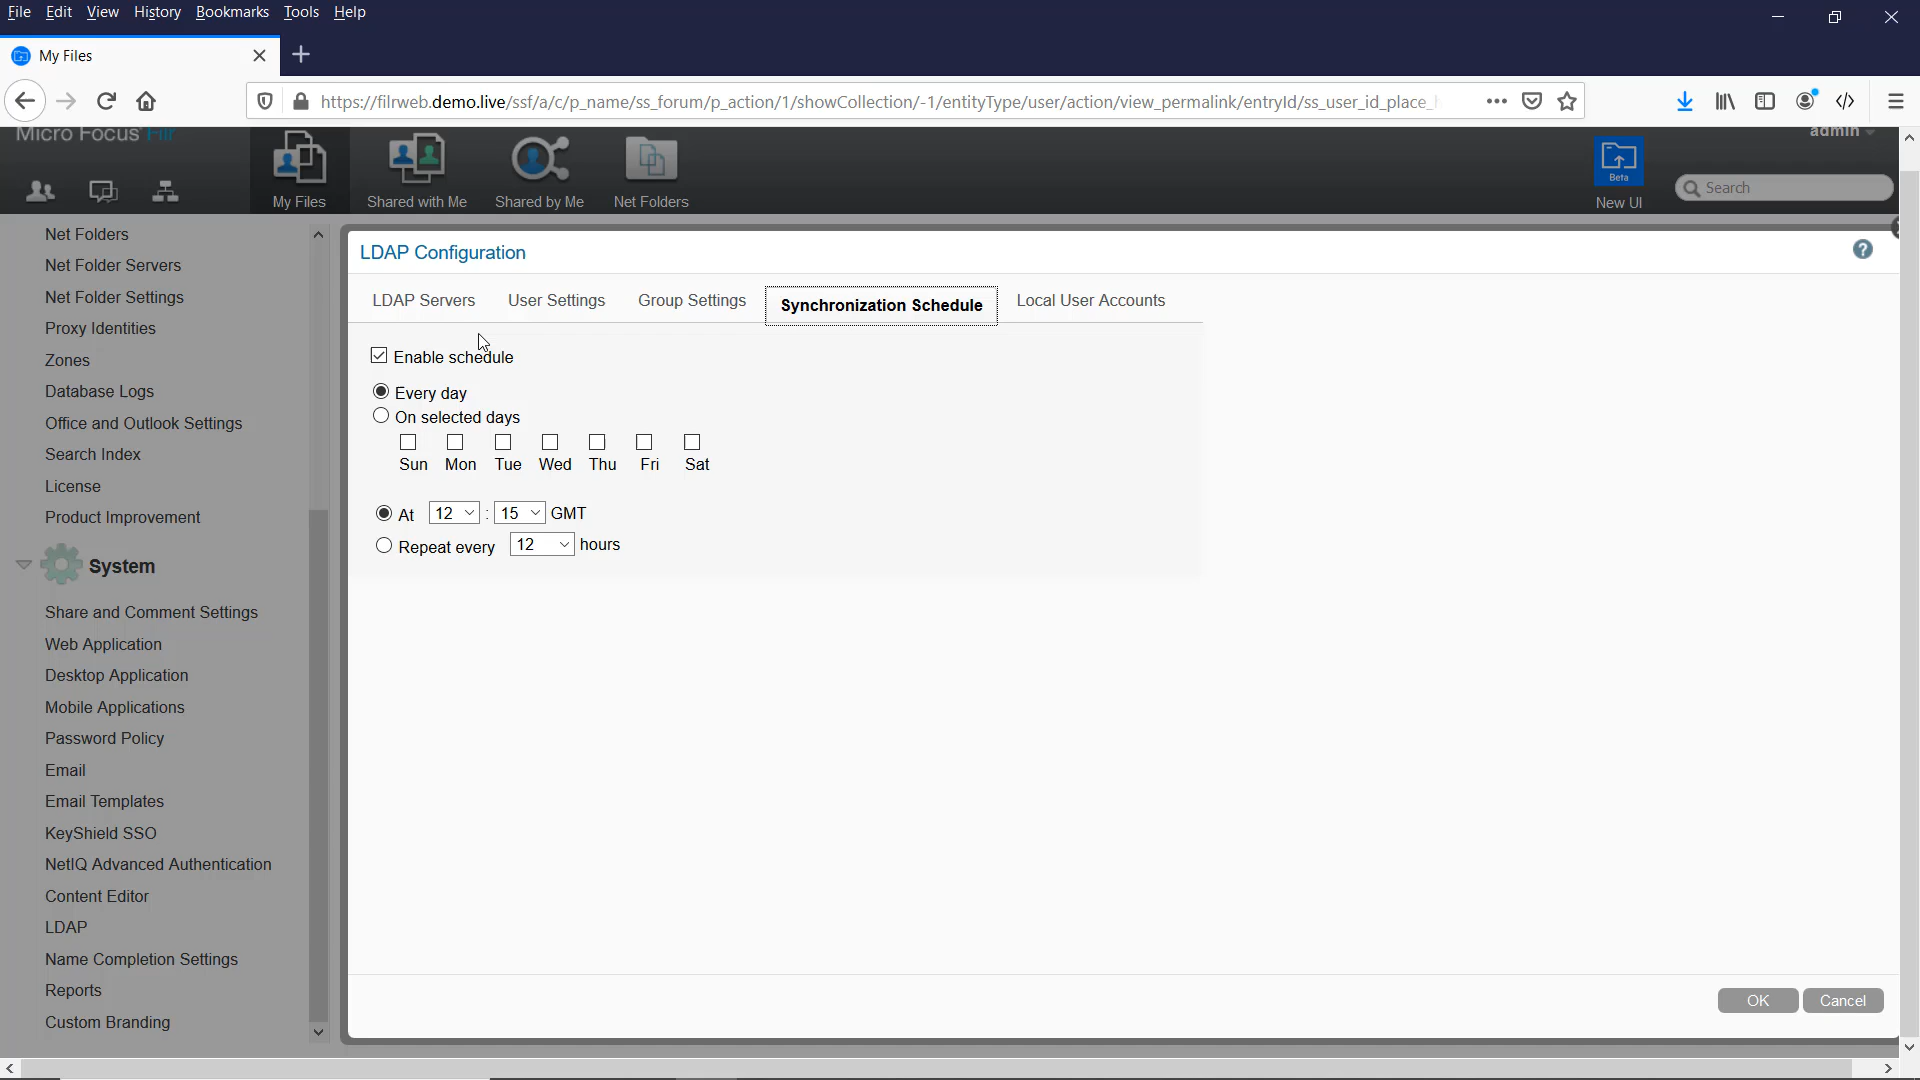 File Edit View History Bookmarks Tools Help
My Files
https://filrweb.demo.live/ssf/a/c/p_name/ss_forum/p_action/1/showCollection/-1/entityType/user/action/view_permalink/entryId/ss_user_id_place_
Micro Focus Filr
admin
My Files Shared with Me Shared by Me Net Folders
Beta
New UI
Search
Net Folders
Net Folder Servers
Net Folder Settings
Proxy Identities
Zones
Database Logs
Office and Outlook Settings
Search Index
License
Product Improvement
System
Share and Comment Settings
Web Application
Desktop Application
Mobile Applications
Password Policy
Email
Email Templates
KeyShield SSO
NetIQ Advanced Authentication
Content Editor
LDAP
Name Completion Settings
Reports
Custom Branding
LDAP Configuration
?
LDAP Servers User Settings Group Settings Synchronization Schedule Local User Accounts
Enable schedule
Every day
On selected days
Sun Mon Tue Wed Thu Fri Sat
At 12 : 15 GMT
Repeat every 12 hours
OK Cancel